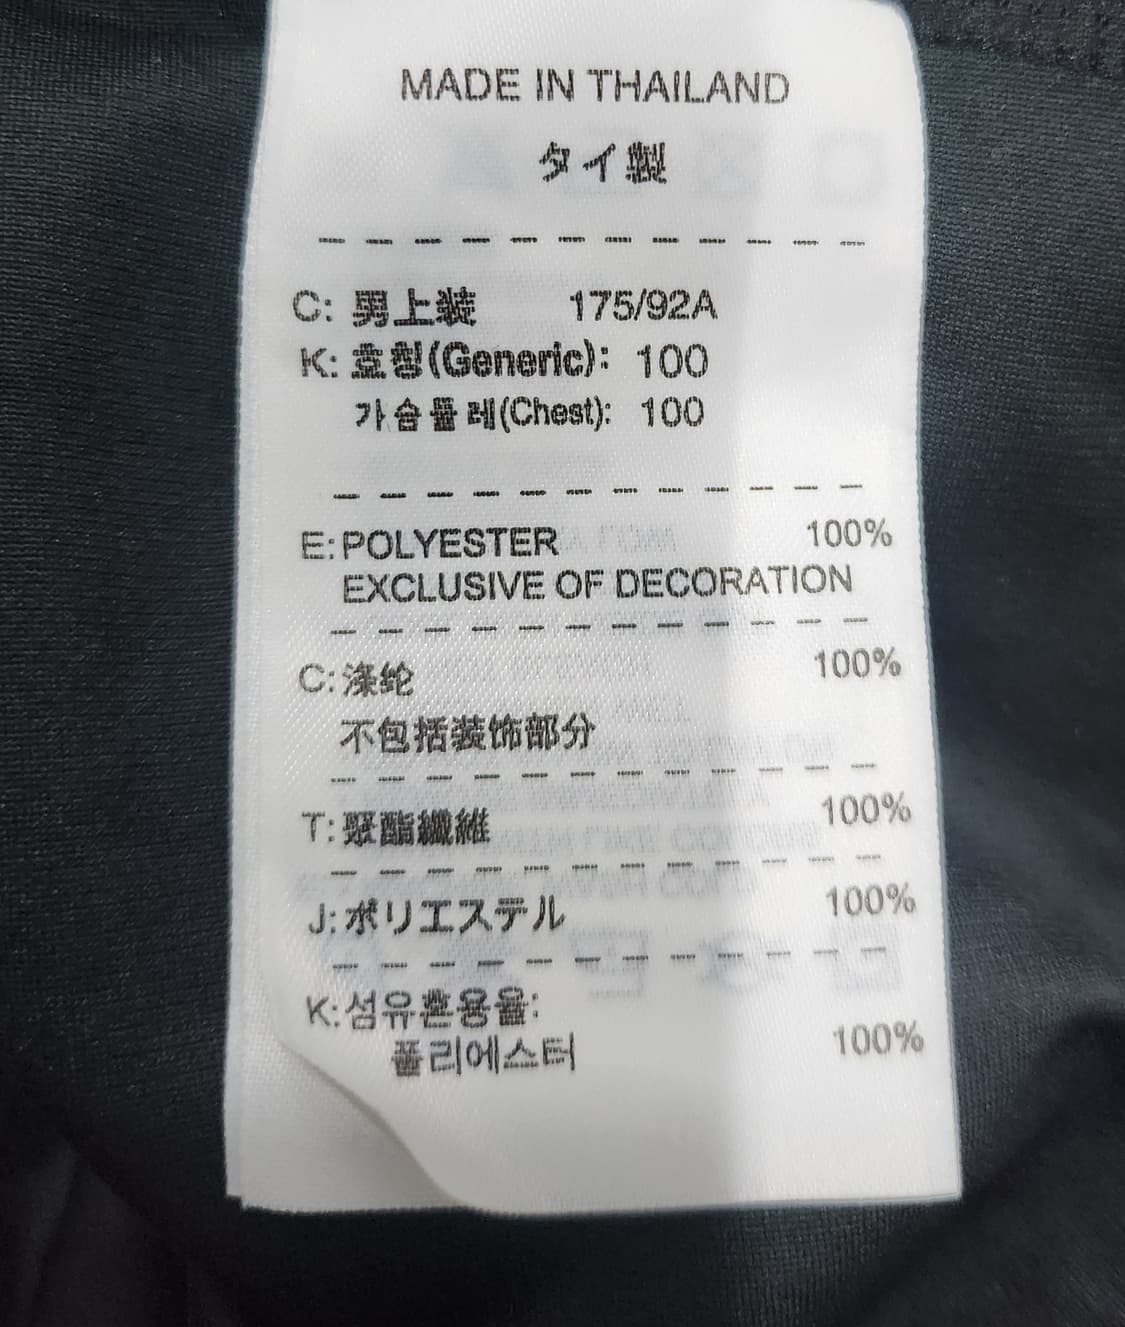 MADE IN THAILAND
タイ製
C: 男上装 175/92A
K: 호칭(Generic): 100
가슴둘레(Chest): 100
E: POLYESTER 100%
EXCLUSIVE OF DECORATION
C: 涤纶 100%
不包括装饰部分
T: 聚酯纖維 100%
J: ポリエステル 100%
K: 섬유혼용율:
폴리에스터 100%